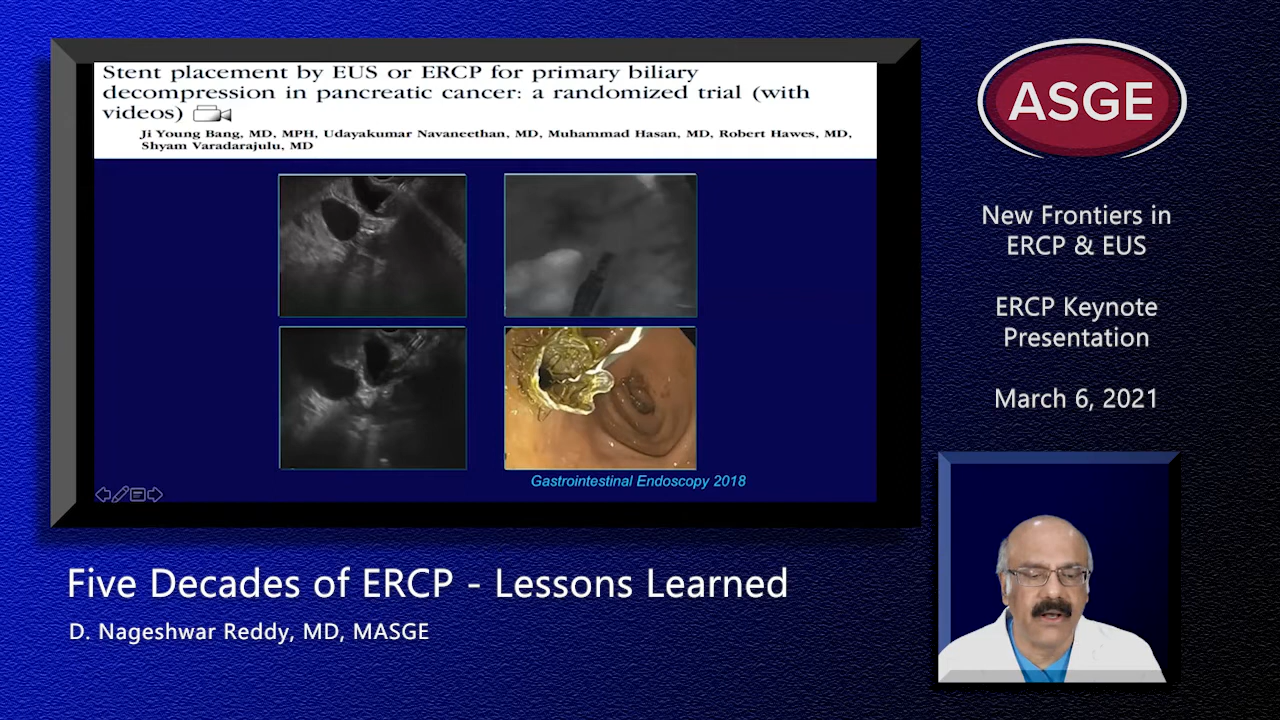 Stent placement by EUS or ERCP for primary biliary
decompression in pancreatic cancer: a randomized trial (with
videos)
Ji Young Bang, MD, MPH, Udayakumar Navaneethan, MD, Muhammad Hasan, MD, Robert Hawes, MD,
Shyam Varadarajulu, MD
Gastrointestinal Endoscopy 2018
ASGE
New Frontiers in
ERCP & EUS
ERCP Keynote
Presentation
March 6, 2021
Five Decades of ERCP - Lessons Learned
D. Nageshwar Reddy, MD, MASGE